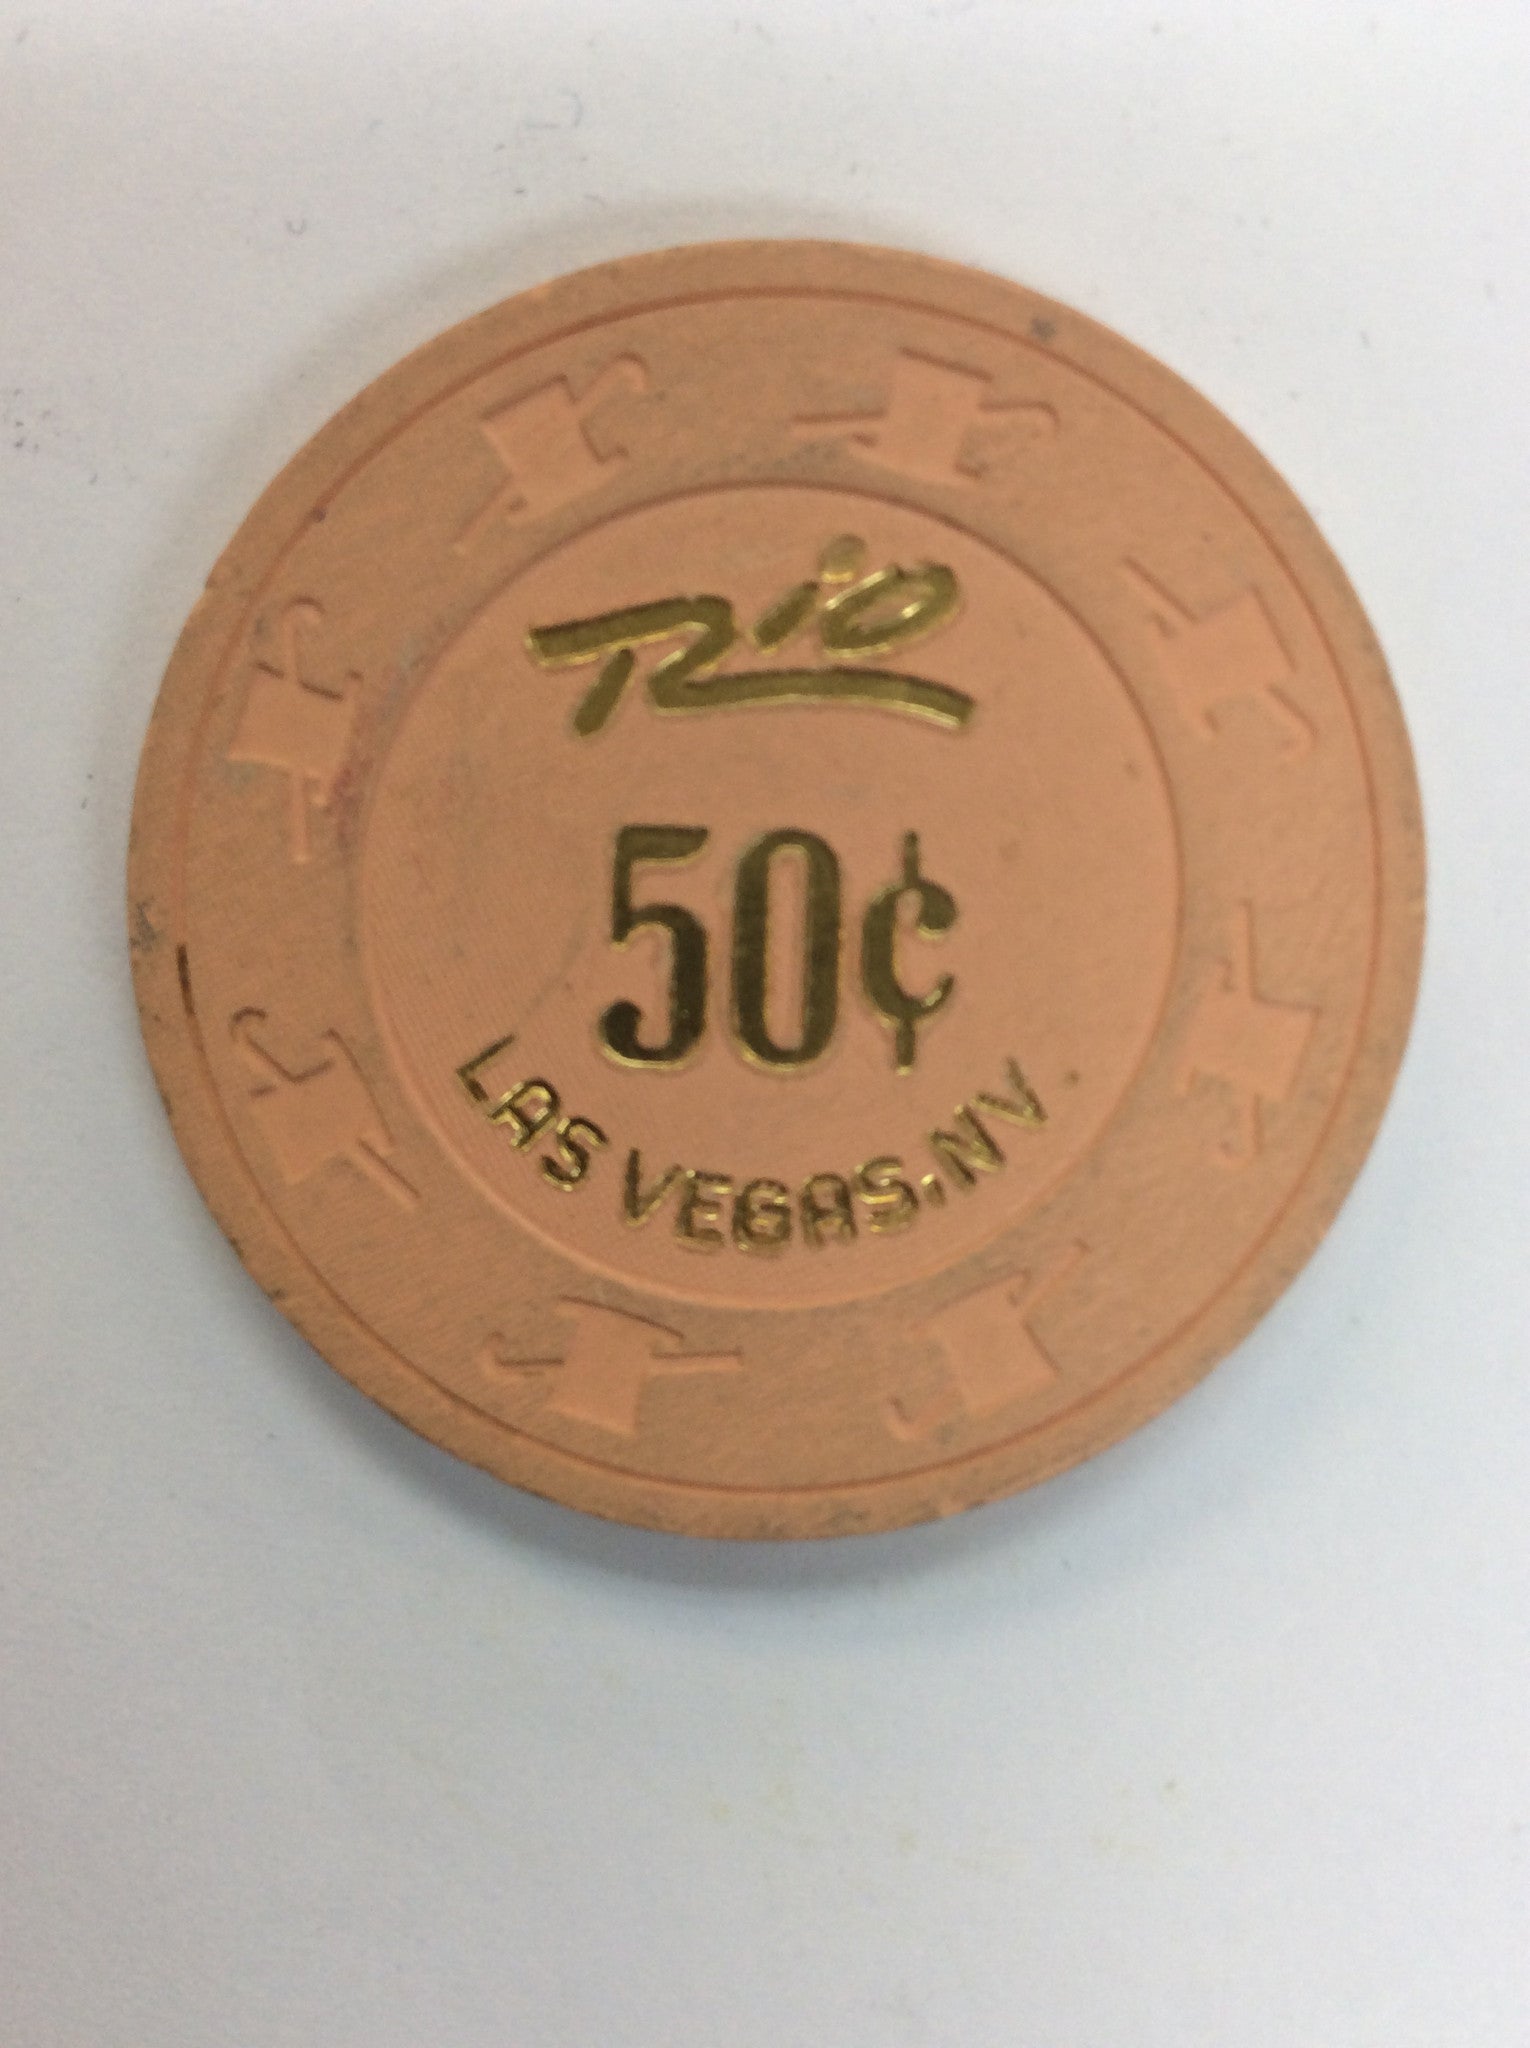 Rio
50¢
LAS VEGAS, NV.